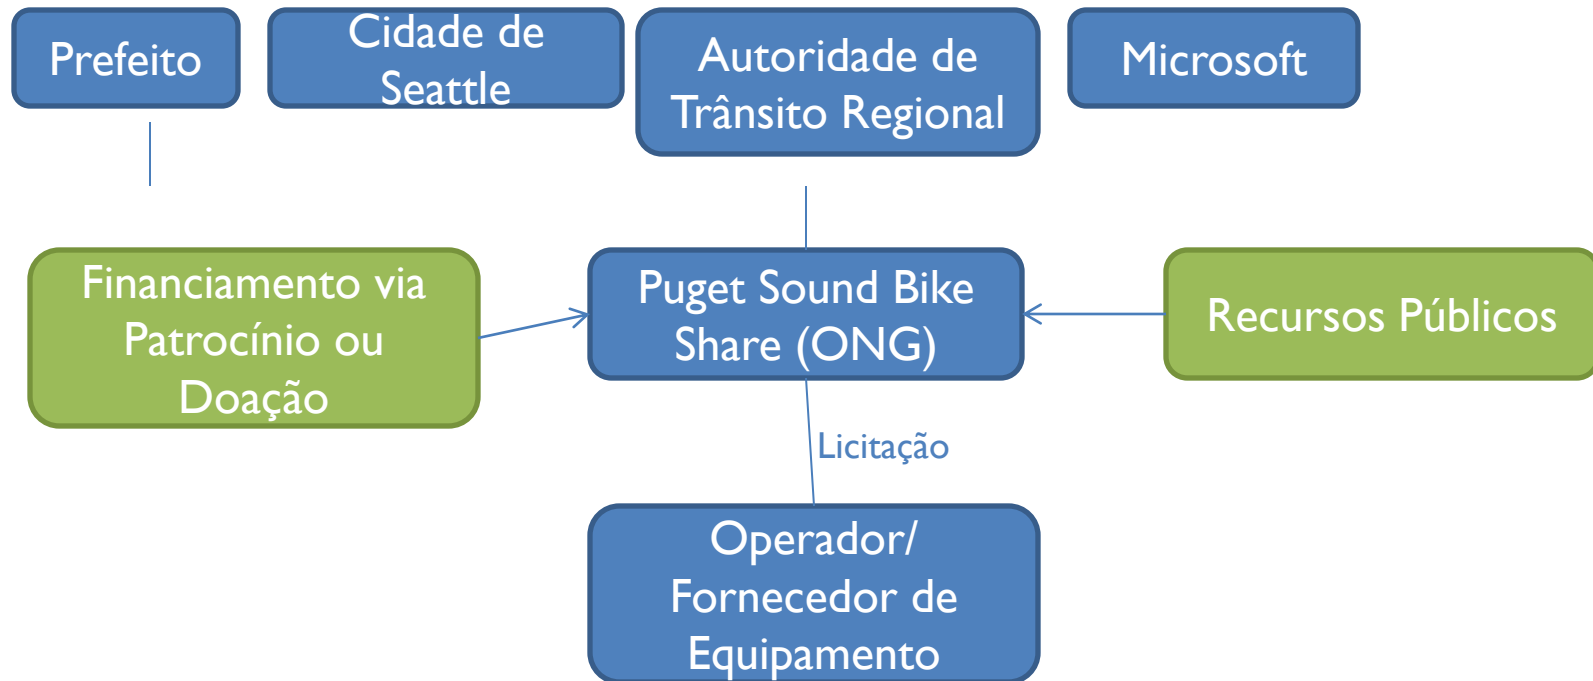 Prefeito
Cidade de
Seattle
Autoridade de
Trânsito Regional
Microsoft
Financiamento via
Patrocínio ou
Doação
Puget Sound Bike
Share (ONG)
Recursos Públicos
Licitação
Operador/
Fornecedor de
Equipamento